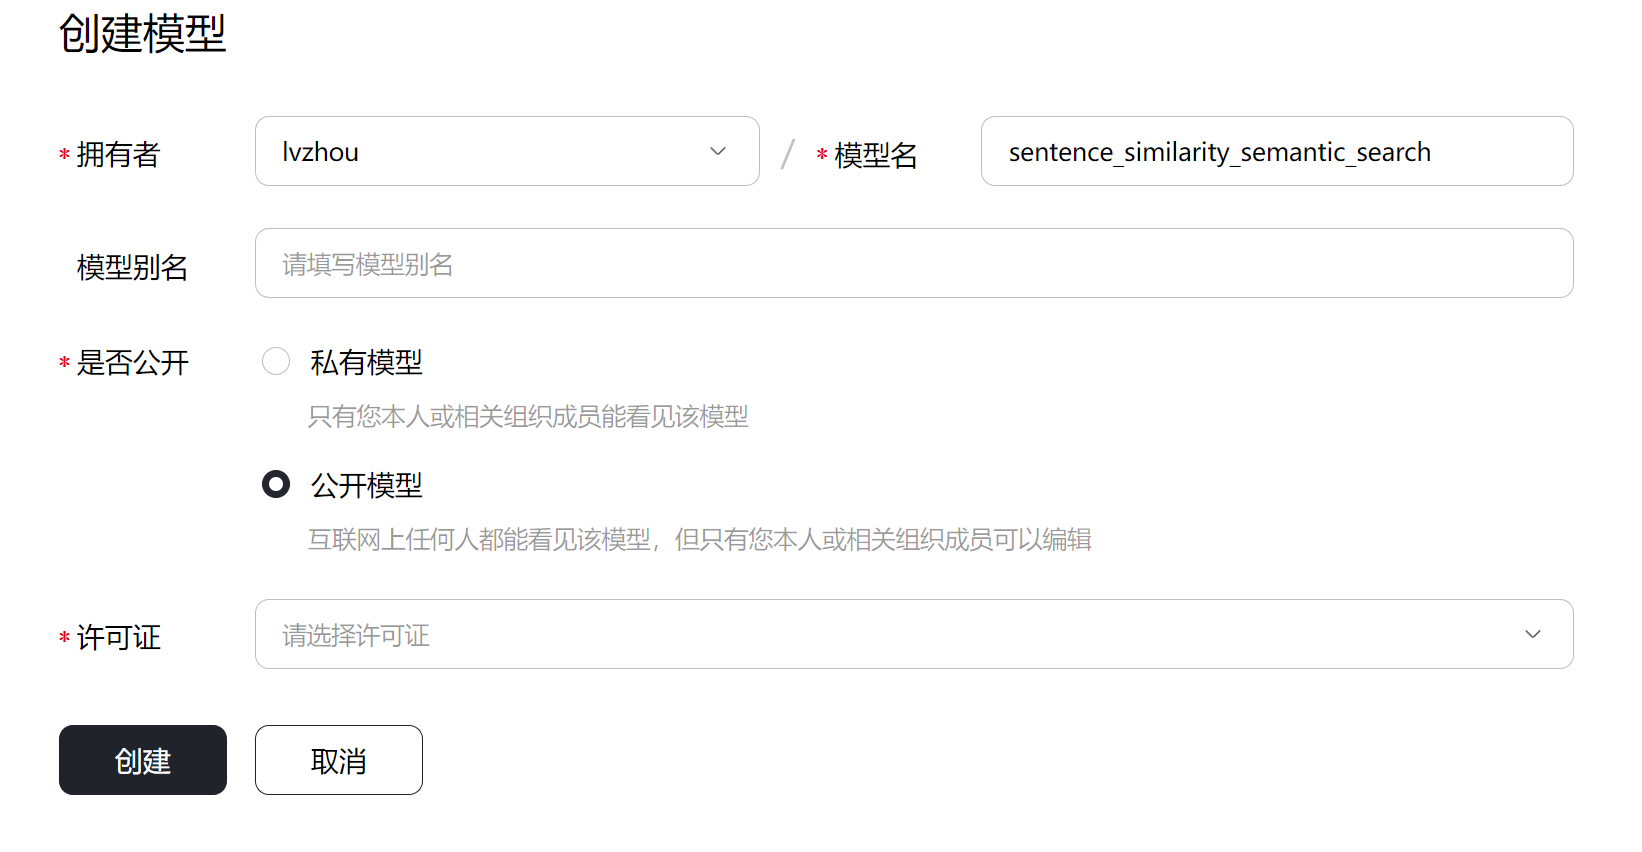 创建模型
* 拥有者 lvzhou / * 模型名 sentence_similarity_semantic_search
模型别名 请填写模型别名
* 是否公开 私有模型
只有您本人或相关组织成员能看见该模型
公开模型
互联网上任何人都能看见该模型，但只有您本人或相关组织成员可以编辑
* 许可证 请选择许可证
创建 取消